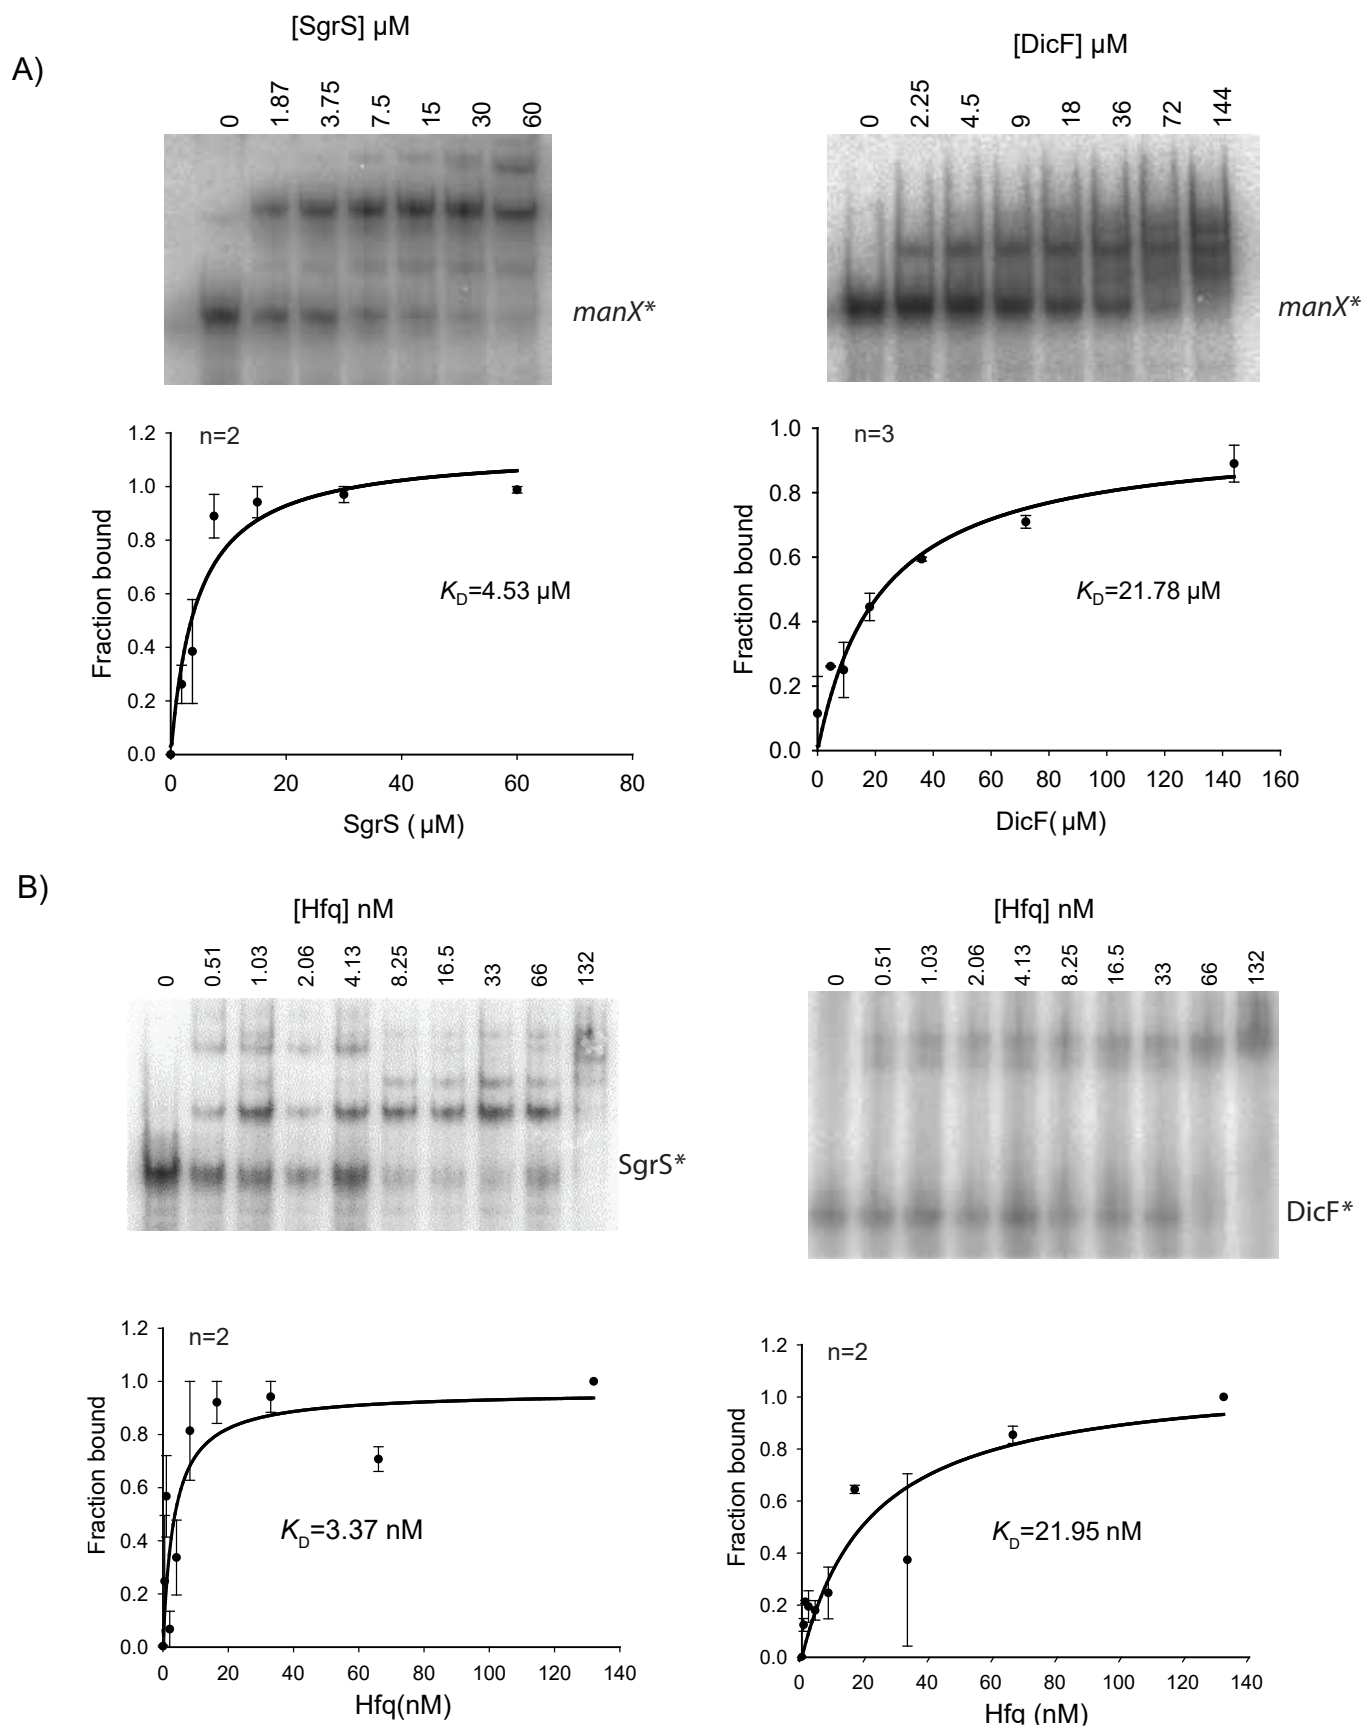 A)
[SgrS] µM
0 1.87 3.75 7.5 15 30 60
manX*
[DicF] µM
0 2.25 4.5 9 18 36 72 144
manX*
1.2
1.0
0.8
0.6
0.4
0.2
0.0
Fraction bound
n=2
KD=4.53 µM
0 20 40 60 80
SgrS (µM)
1.0
0.8
0.6
0.4
0.2
0.0
Fraction bound
n=3
KD=21.78 µM
0 20 40 60 80 100 120 140 160
DicF(µM)
B)
[Hfq] nM
0 0.51 1.03 2.06 4.13 8.25 16.5 33 66 132
SgrS*
[Hfq] nM
0 0.51 1.03 2.06 4.13 8.25 16.5 33 66 132
DicF*
1.2
1.0
0.8
0.6
0.4
0.2
0.0
Fraction bound
n=2
KD=3.37 nM
0 20 40 60 80 100 120 140
Hfq(nM)
1.2
1.0
0.8
0.6
0.4
0.2
0.0
Fraction bound
n=2
KD=21.95 nM
0 20 40 60 80 100 120 140
Hfq (nM)